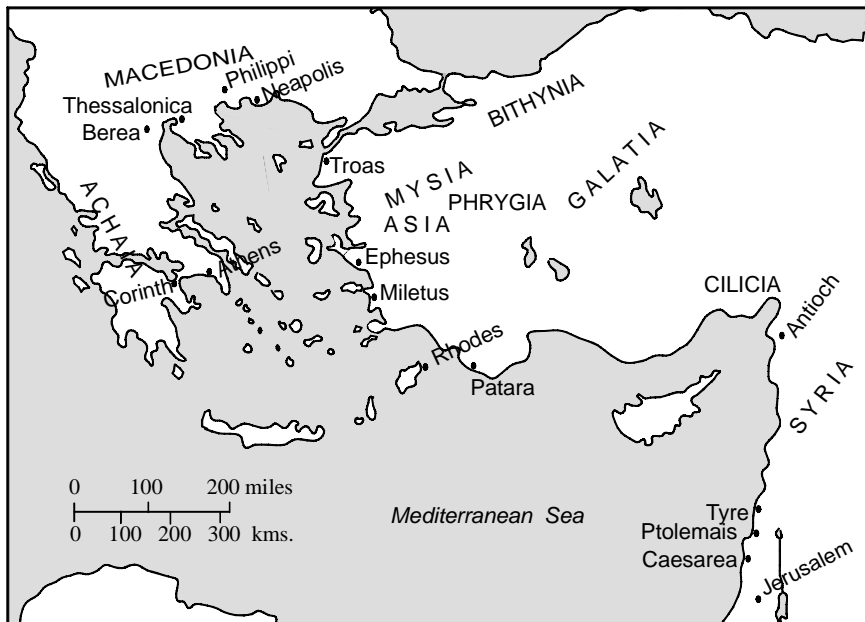 MACEDONIA
Philippi
Neapolis
Thessalonica
Berea
BITHYNIA
Troas
MYSIA
GALATIA
PHRYGIA
ASIA
ACHAIA
Athens
Corinth
Ephesus
Miletus
CILICIA
Antioch
Rhodes
Patara
SYRIA
0 100 200 miles
0 100 200 300 kms.
Mediterranean Sea
Tyre
Ptolemais
Caesarea
Jerusalem